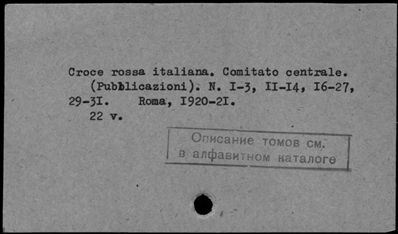 Croce rossa italiana. Comitato centrale.
(Pubblicazioni). N. I-3, II-I4, I6-27,
29-3I. Roma, I920-2I.
22 v.
Описание томов см.
в алфавитном каталоге